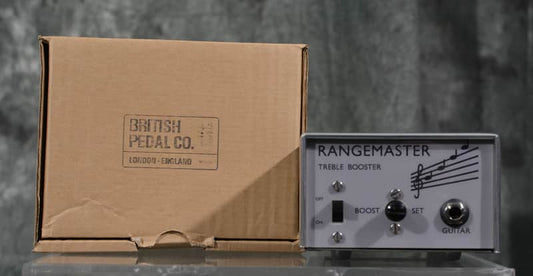 BRITISH
PEDAL CO.
LONDON - ENGLAND
RANGEMASTER
TREBLE BOOSTER
OFF
ON
BOOST SET
GUITAR